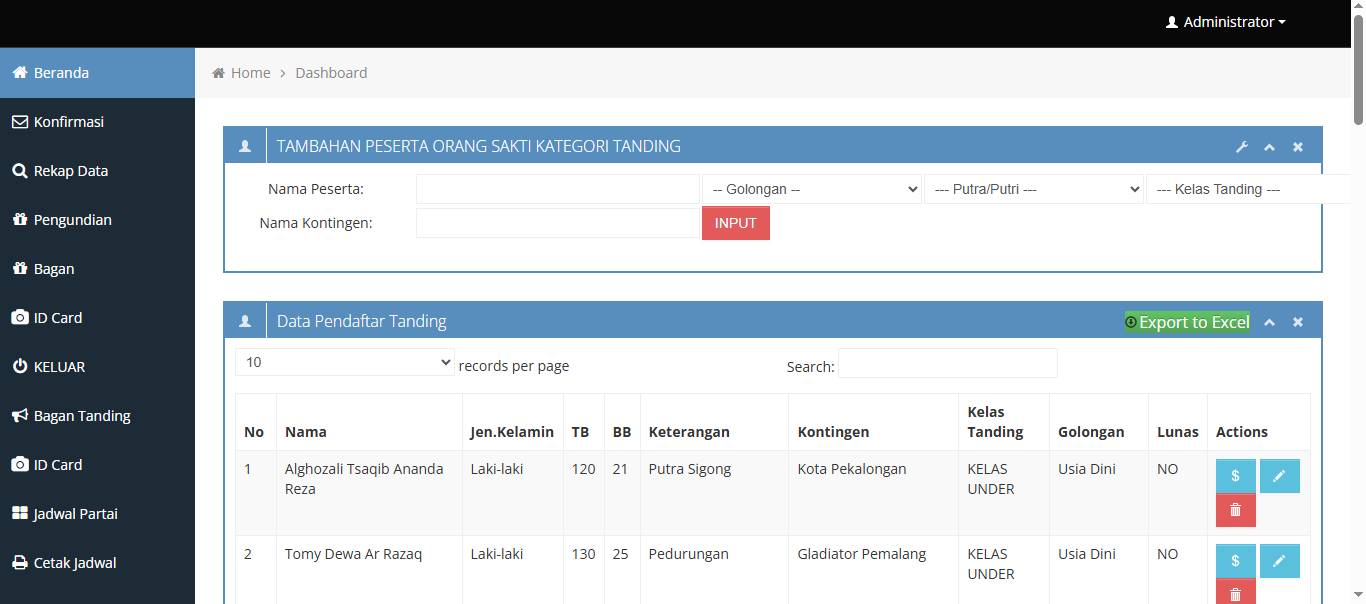 Administrator
Beranda
Home > Dashboard
Konfirmasi
Rekap Data
Pengundian
Bagan
ID Card
KELUAR
Bagan Tanding
ID Card
Jadwal Partai
Cetak Jadwal
TAMBAHAN PESERTA ORANG SAKTI KATEGORI TANDING
Nama Peserta: -- Golongan -- --- Putra/Putri --- --- Kelas Tanding ---
Nama Kontingen: INPUT
Data Pendaftar Tanding Export to Excel
10 records per page Search:
No Nama Jen.Kelamin TB BB Keterangan Kontingen Kelas Tanding Golongan Lunas Actions
1 Alghozali Tsaqib Ananda Reza Laki-laki 120 21 Putra Sigong Kota Pekalongan KELAS UNDER Usia Dini NO $
2 Tomy Dewa Ar Razaq Laki-laki 130 25 Pedurungan Gladiator Pemalang KELAS UNDER Usia Dini NO $